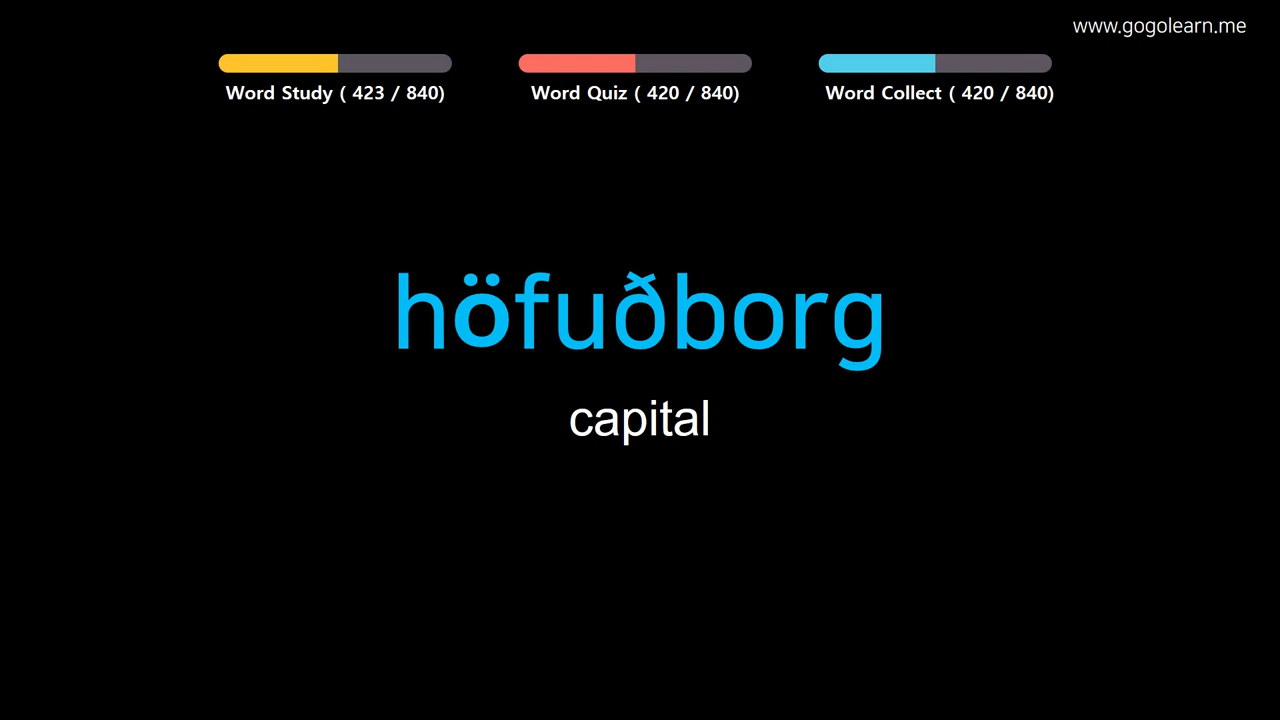 www.gogolearn.me
Word Study ( 423 / 840)
Word Quiz ( 420 / 840)
Word Collect ( 420 / 840)
höfuðborg
capital